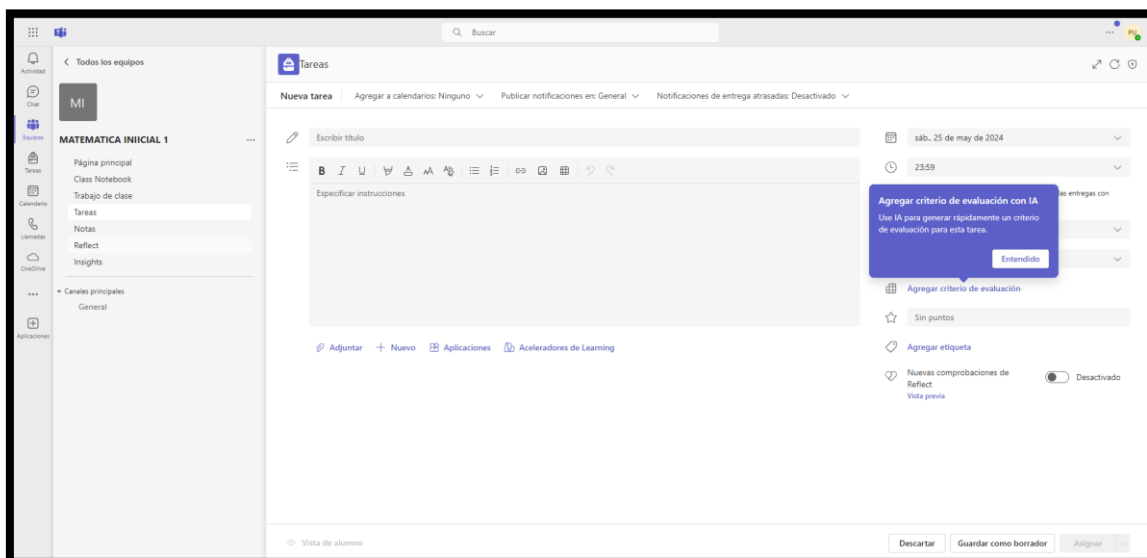 Buscar
PU
Actividad
Chat
Equipos
Tareas
Calendario
Llamadas
OneDrive
Aplicaciones
Todos los equipos
MI
MATEMATICA INIICIAL 1
Página principal
Class Notebook
Trabajo de clase
Tareas
Notas
Reflect
Insights
Canales principales
General
Tareas
Nueva tarea
Agregar a calendarios: Ninguno
Publicar notificaciones en: General
Notificaciones de entrega atrasadas: Desactivado
Escribir título
B I U
Especificar instrucciones
Adjuntar
Nuevo
Aplicaciones
Aceleradores de Learning
sáb., 25 de may de 2024
23:59
las entregas con
Agregar criterio de evaluación con IA
Use IA para generar rápidamente un criterio
de evaluación para esta tarea.
Entendido
Agregar criterio de evaluación
Sin puntos
Agregar etiqueta
Nuevas comprobaciones de
Reflect
Vista previa
Desactivado
Vista de alumno
Descartar
Guardar como borrador
Asignar